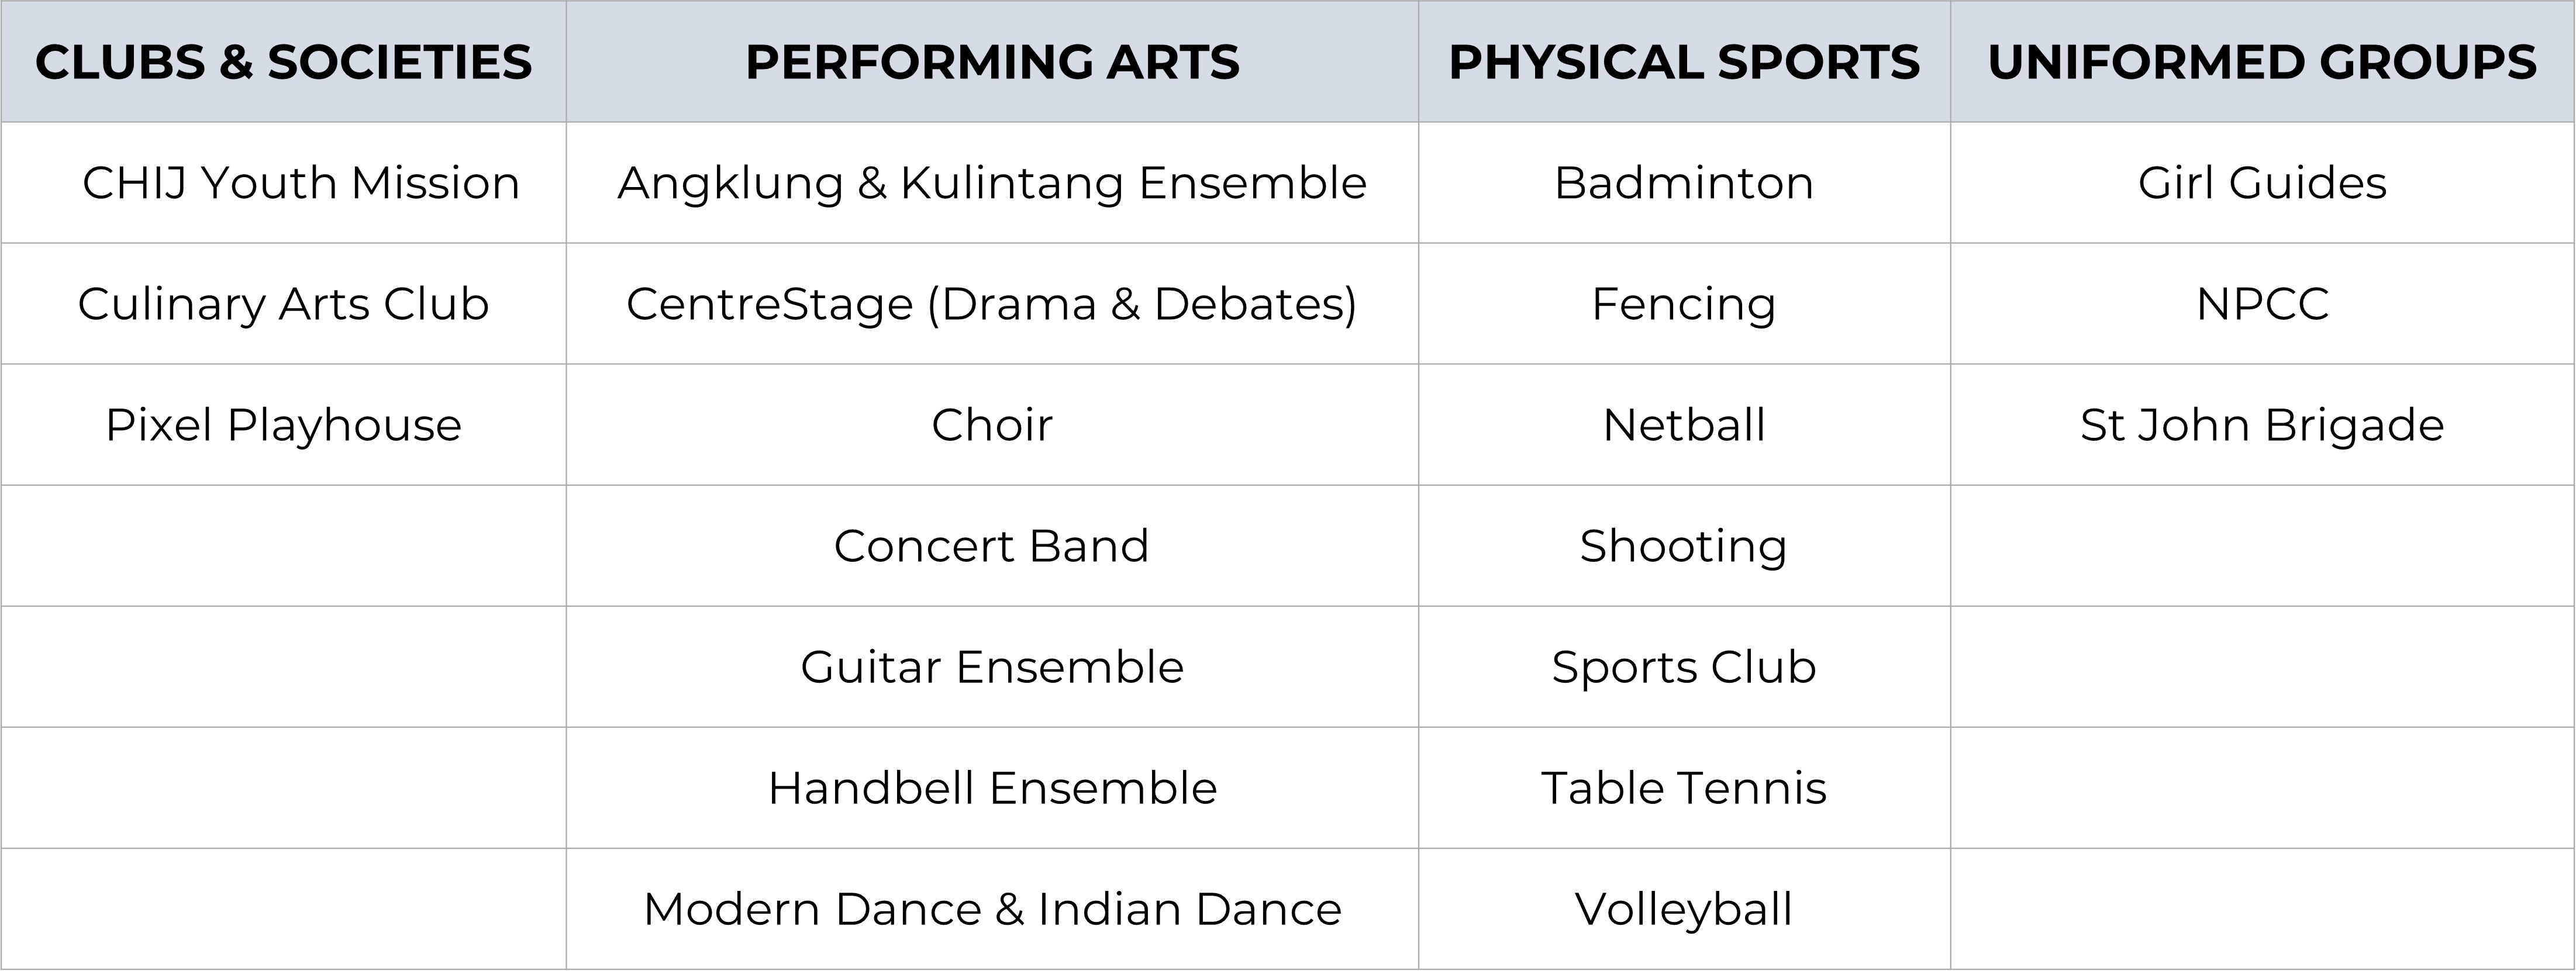 CLUBS & SOCIETIES PERFORMING ARTS PHYSICAL SPORTS UNIFORMED GROUPS
CHIJ Youth Mission Angklung & Kulintang Ensemble Badminton Girl Guides
Culinary Arts Club CentreStage (Drama & Debates) Fencing NPCC
Pixel Playhouse Choir Netball St John Brigade
Concert Band Shooting
Guitar Ensemble Sports Club
Handbell Ensemble Table Tennis
Modern Dance & Indian Dance Volleyball